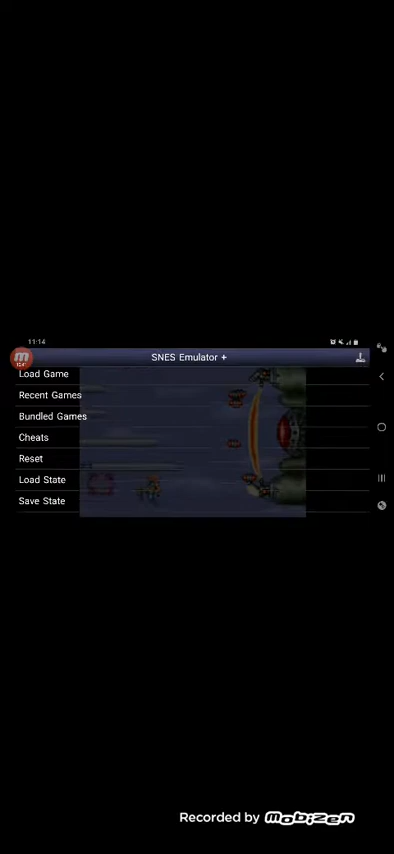 11:14
SNES Emulator +
Load Game
Recent Games
Bundled Games
Cheats
Reset
Load State
Save State
Recorded by Mobizen